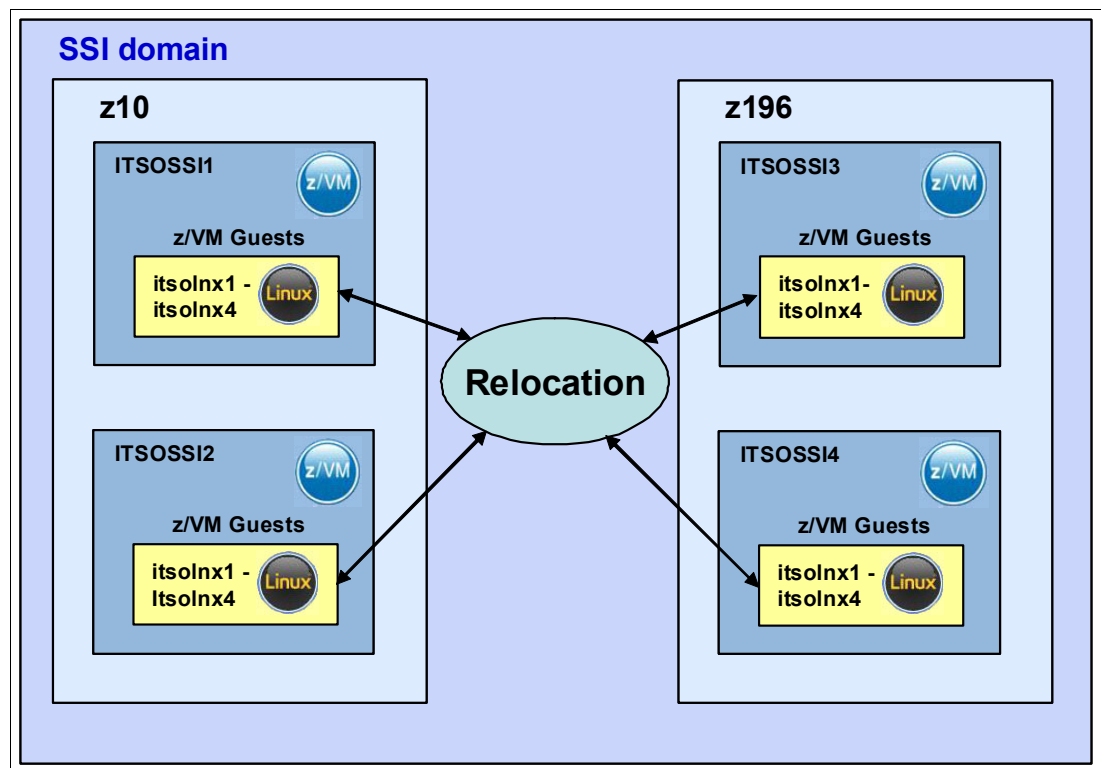 SSI domain
z10
ITSOSSI1
z/VM
z/VM Guests
itsolnx1 -
itsolnx4
Linux
ITSOSSI2
z/VM
z/VM Guests
itsolnx1 -
Itsolnx4
Linux
Relocation
z196
ITSOSSI3
z/VM
z/VM Guests
itsolnx1-
itsolnx4
Linux
ITSOSSI4
z/VM
z/VM Guests
itsolnx1 -
itsolnx4
Linux